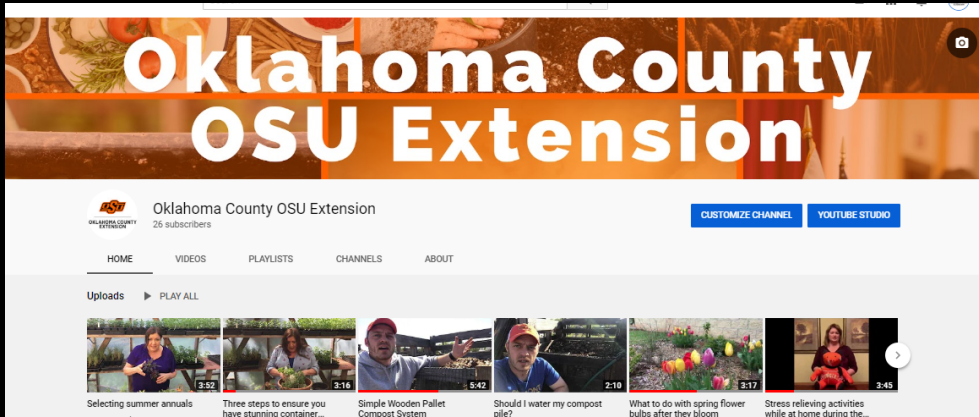 Oklahoma County
OSU Extension
OSU
OKLAHOMA COUNTY
EXTENSION
Oklahoma County OSU Extension
26 subscribers
CUSTOMIZE CHANNEL
YOUTUBE STUDIO
HOME VIDEOS PLAYLISTS CHANNELS ABOUT
Uploads PLAY ALL
3:52 3:16 5:42 2:10 3:17 3:45
Selecting summer annuals
Three steps to ensure you
have stunning container...
Simple Wooden Pallet
Compost System
Should I water my compost
pile?
What to do with spring flower
bulbs after they bloom
Stress relieving activities
while at home during the...